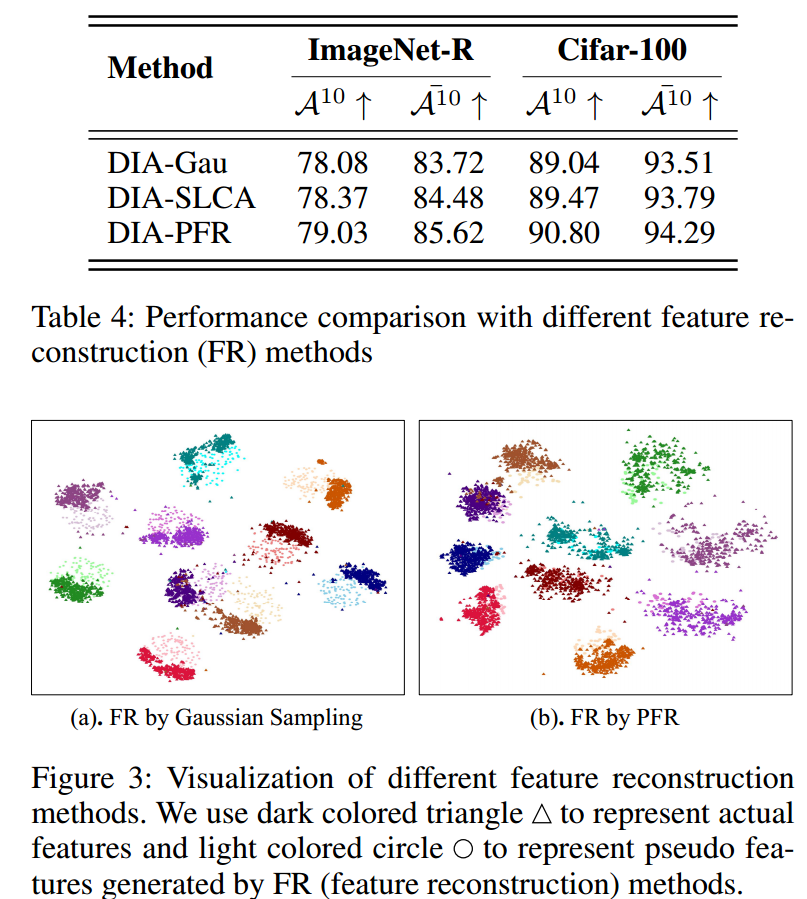 Method ImageNet-R Cifar-100
𝒜¹⁰ ↑ 𝒜̄¹⁰ ↑ 𝒜¹⁰ ↑ 𝒜̄¹⁰ ↑
DIA-Gau 78.08 83.72 89.04 93.51
DIA-SLCA 78.37 84.48 89.47 93.79
DIA-PFR 79.03 85.62 90.80 94.29
Table 4: Performance comparison with different feature re-
construction (FR) methods
(a). FR by Gaussian Sampling
(b). FR by PFR
Figure 3: Visualization of different feature reconstruction
methods. We use dark colored triangle △ to represent actual
features and light colored circle ○ to represent pseudo fea-
tures generated by FR (feature reconstruction) methods.